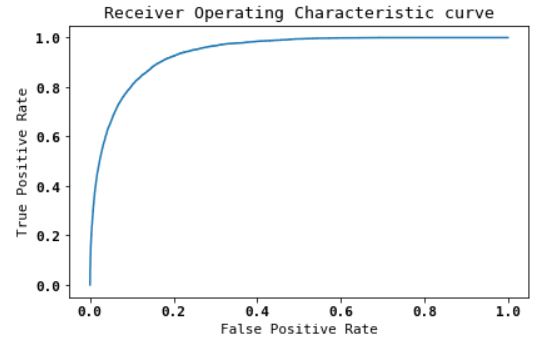 Receiver Operating Characteristic curve
True Positive Rate
1.0
0.8
0.6
0.4
0.2
0.0
0.0 0.2 0.4 0.6 0.8 1.0
False Positive Rate